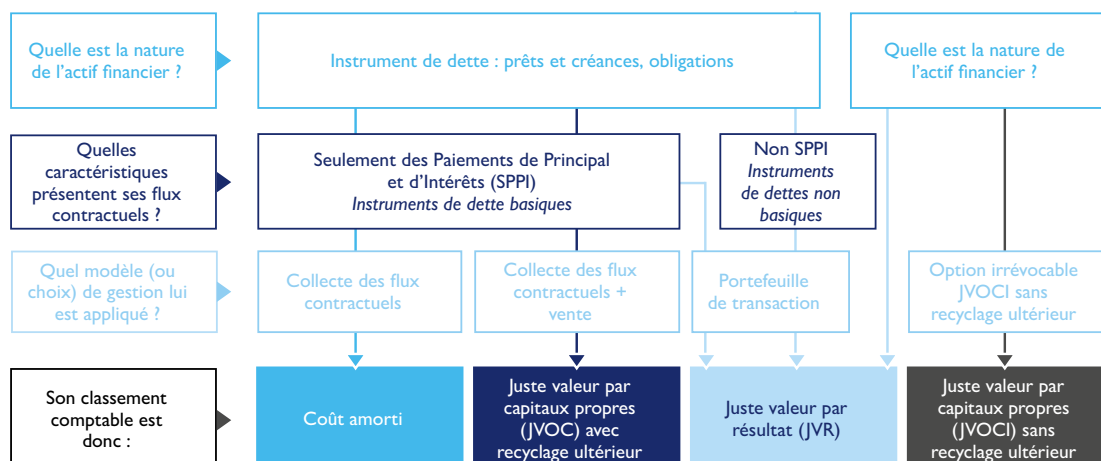 Quelle est la nature
de l'actif financier ?
Instrument de dette : prêts et créances, obligations
Quelle est la nature de
l'actif financier ?
Quelles
caractéristiques
présentent ses flux
contractuels ?
Seulement des Paiements de Principal
et d'Intérêts (SPPI)
Instruments de dette basiques
Non SPPI
Instruments
de dettes non
basiques
Quel modèle (ou
choix) de gestion lui
est appliqué ?
Collecte des flux
contractuels
Collecte des flux
contractuels +
vente
Portefeuille
de transaction
Option irrévocable
JVOCI sans
recyclage ultérieur
Son classement
comptable est
donc :
Coût amorti
Juste valeur par
capitaux propres
(JVOC) avec
recyclage ultérieur
Juste valeur par
résultat (JVR)
Juste valeur par
capitaux propres
(JVOCI) sans
recyclage ultérieur